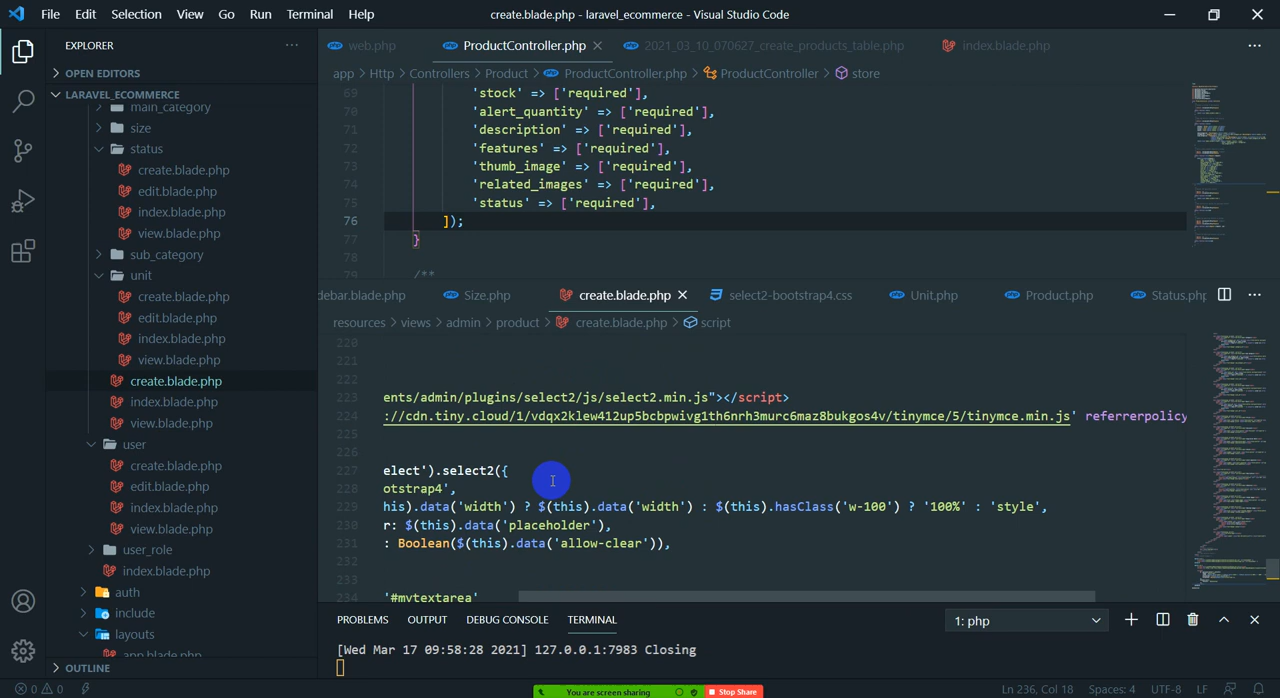 File Edit Selection View Go Run Terminal Help
create.blade.php - laravel_ecommerce - Visual Studio Code
EXPLORER
OPEN EDITORS
LARAVEL_ECOMMERCE
main_category
size
status
create.blade.php
edit.blade.php
index.blade.php
view.blade.php
sub_category
unit
create.blade.php
edit.blade.php
index.blade.php
view.blade.php
create.blade.php
index.blade.php
view.blade.php
user
create.blade.php
edit.blade.php
index.blade.php
view.blade.php
user_role
index.blade.php
auth
include
layouts
app.blade.php
OUTLINE
web.php ProductController.php 2021_03_10_070627_create_products_table.php index.blade.php
app > Http > Controllers > Product > ProductController.php > ProductController > store
69 'stock' => ['required'],
70 'alert_quantity' => ['required'],
71 'description' => ['required'],
72 'features' => ['required'],
73 'thumb_image' => ['required'],
74 'related_images' => ['required'],
75 'status' => ['required'],
76 ]);
77 }
78
79 /**
debar.blade.php Size.php create.blade.php select2-bootstrap4.css Unit.php Product.php Status.php
resources > views > admin > product > create.blade.php > script
220
221
222
223 ents/admin/plugins/select2/js/select2.min.js"></script>
224 ://cdn.tiny.cloud/1/vdqx2klew412up5bcbpwivg1th6nrh3murc6maz8bukgos4v/tinymce/5/tinymce.min.js' referrerpolicy
225
226
227 elect').select2({
228 otstrap4',
229 his).data('width') ? $(this).data('width') : $(this).hasClass('w-100') ? '100%' : 'style',
230 r: $(this).data('placeholder'),
231 : Boolean($(this).data('allow-clear')),
232
233
234 '#mytextarea'
PROBLEMS OUTPUT DEBUG CONSOLE TERMINAL
1: php
[Wed Mar 17 09:58:28 2021] 127.0.0.1:7983 Closing
0 0
You are screen sharing Stop Share
Ln 236, Col 18 Spaces: 4 UTF-8 LF